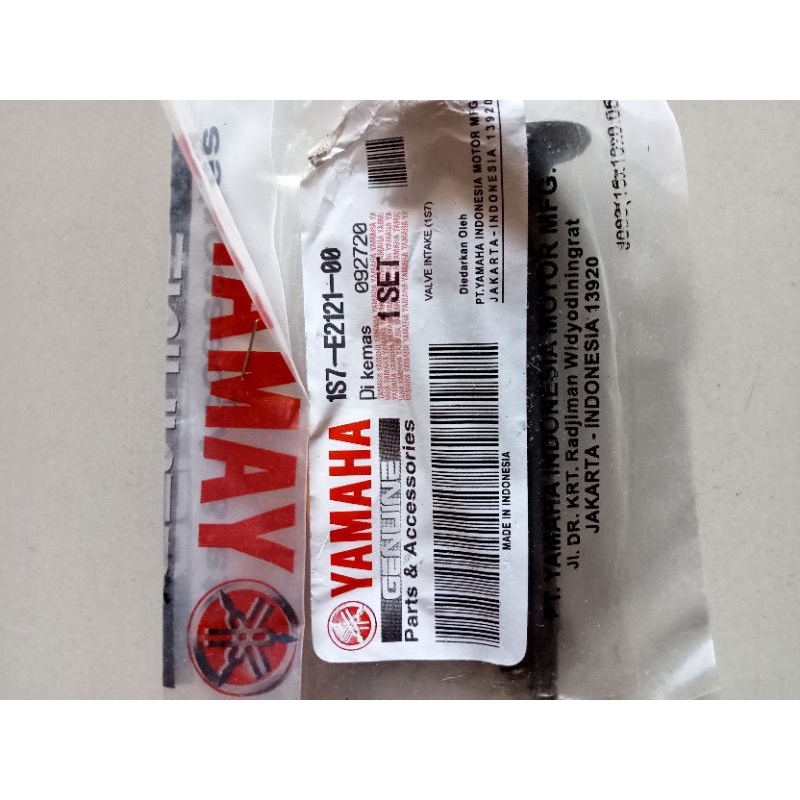 YAMAHA
GENUINE
Parts & Accessories
1S7-E2121-00
Di kemas 092720
1 SET
VALVE INTAKE (1S7)
Diedarkan Oleh
PT.YAMAHA INDONESIA MOTOR MFG
JAKARTA-INDONESIA 13920
MADE IN INDONESIA
YAMAHA
PT. YAMAHA INDONESIA MOTOR MFG.
Jl. DR. KRT. Radjiman Widyodiningrat
JAKARTA - INDONESIA 13920